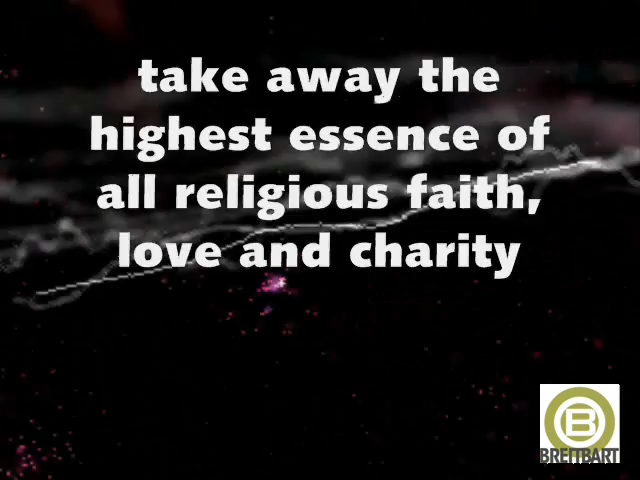 take away the
highest essence of
all religious faith,
love and charity
B
BREITBART